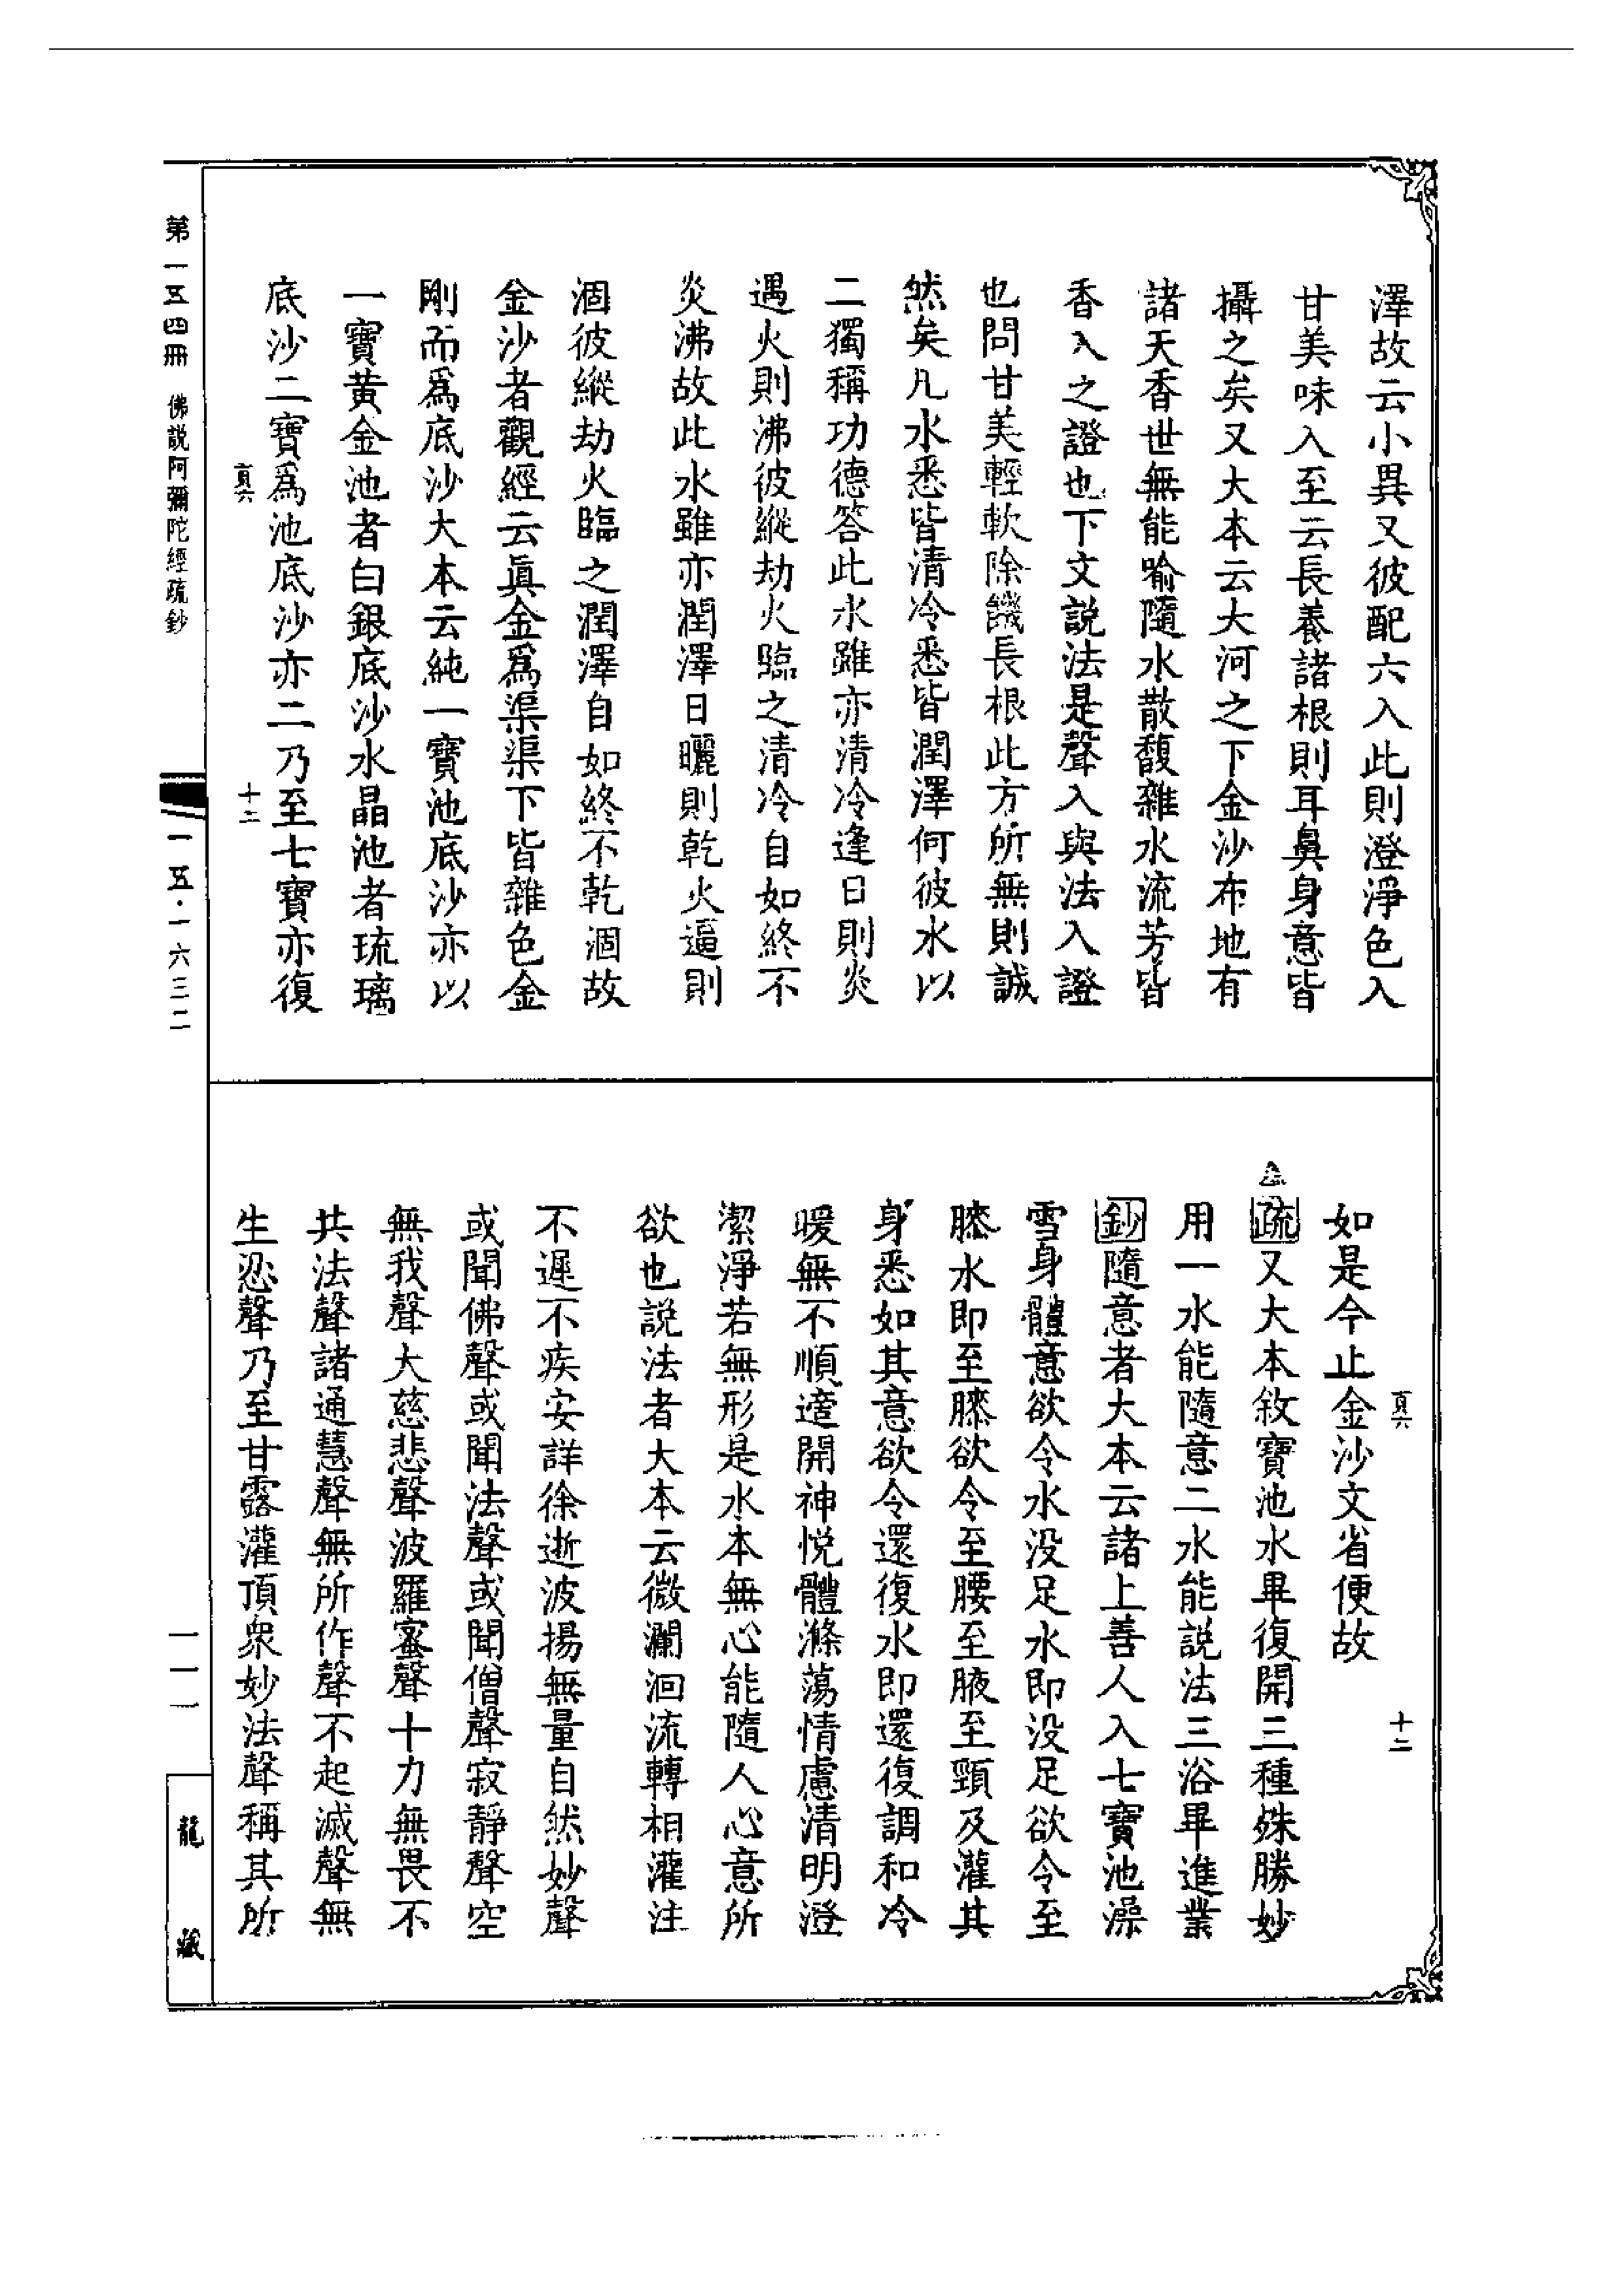 澤故云小異又彼配六入此則澄淨色入
甘美味入至云長養諸根則耳鼻身意皆
攝之矣又大本云大河之下金沙布地有
諸天香世無能喻隨水散馥雜水流芳皆
香入之證也下文說法是聲入與法入證
也問甘美輕軟除饑長根此方所無則誠
然矣凡水悉皆清冷悉皆潤澤何彼水以
二獨稱功德答此水雖亦清冷逢日則炎
遇火則沸彼縱劫火臨之清冷自如終不
炎沸故此水雖亦潤澤日曬則乾火逼則
涸彼縱劫火臨之潤澤自如終不乾涸故
金沙者觀經云眞金爲渠渠下皆雜色金
剛而爲底沙大本云純一寶池底沙亦以
一寶黄金池者白銀底沙水晶池者琉璃
底沙二寶爲池底沙亦二乃至七寶亦復
十二
如是今止金沙文省便故
疏又大本敘寶池水畢復開三種殊勝妙
用一水能隨意二水能説法三浴畢進業
鈔隨意者大本云諸上善人入七寶池澡
雪身體意欲令水没足水即没足欲令至
膝水即至膝欲令至腰至腋至頸及灌其
身悉如其意欲令還復水即還復調和冷
暖無不順適開神悦體滌蕩情慮清明澄
潔淨若無形是水本無心能隨人心意所
欲也説法者大本云微瀾洄流轉相灌注
不遲不疾安詳徐逝波揚無量自然妙聲
或聞佛聲或聞法聲或聞僧聲寂靜聲空
無我聲大慈悲聲波羅蜜聲十力無畏不
共法聲諸通慧聲無所作聲不起滅聲無
生忍聲乃至甘露灌頂衆妙法聲稱其所
十二
第一五四冊 佛説阿彌陀經疏鈔
一五·一六三二
一一一
龍藏